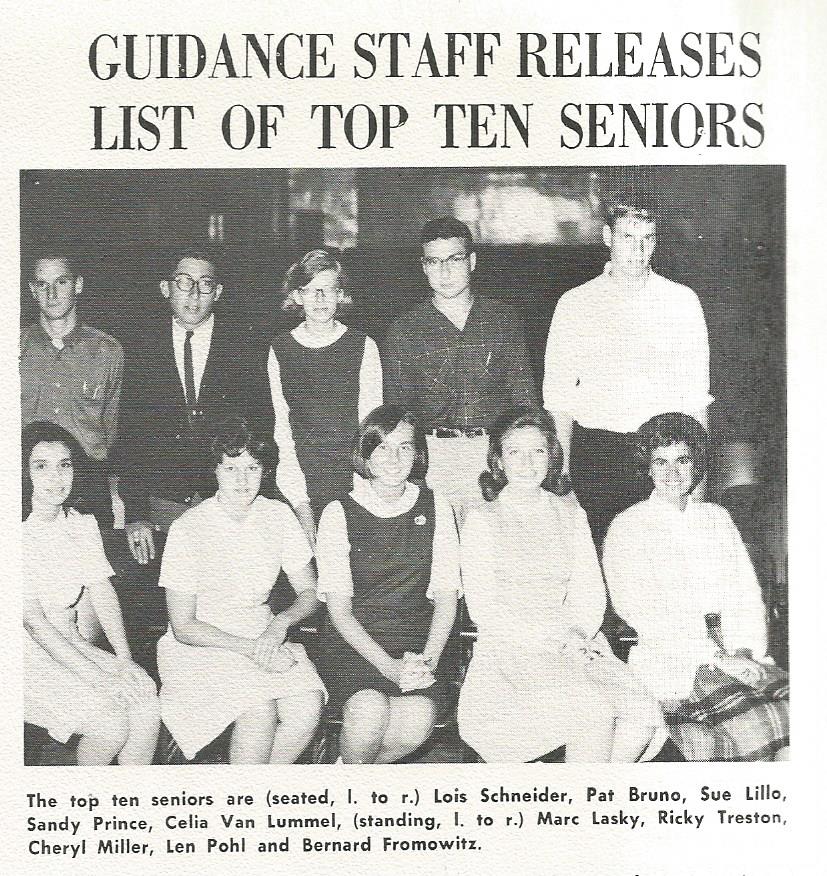 GUIDANCE STAFF RELEASES
LIST OF TOP TEN SENIORS
The top ten seniors are (seated, l. to r.) Lois Schneider, Pat Bruno, Sue Lillo,
Sandy Prince, Celia Van Lummel, (standing, l. to r.) Marc Lasky, Ricky Treston,
Cheryl Miller, Len Pohl and Bernard Fromowitz.